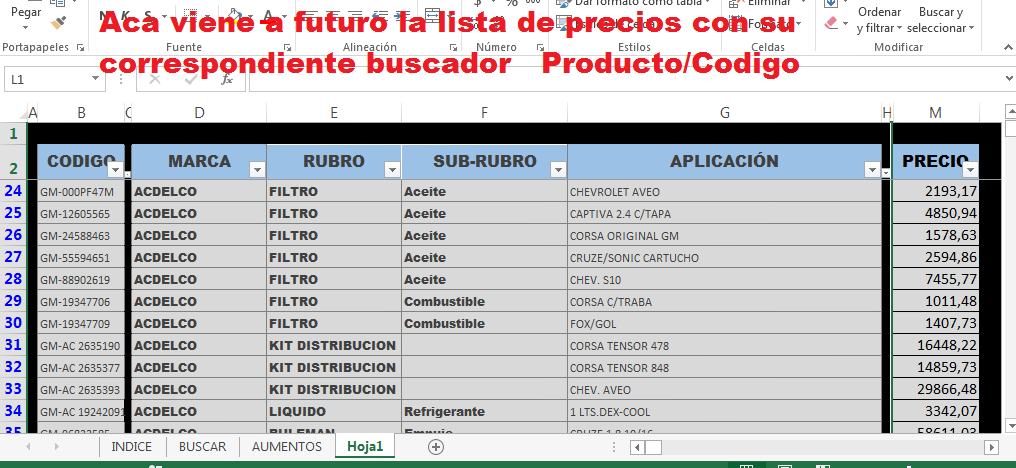 Dar formato como tabla
Eliminar
Pegar
N K S
Formato
Ordenar
y filtrar
Buscar y
seleccionar
Acá viene a futuro la lista de precios con su
correspondiente buscador Producto/Codigo
Portapapeles Fuente Alineación Celdas Modificar
L1 fx
A B C D E F G H M
1
2 CODIGO MARCA RUBRO SUB-RUBRO APLICACIÓN PRECIO
24 GM-000PF47M ACDELCO FILTRO Aceite CHEVROLET AVEO 2193,17
25 GM-12605565 ACDELCO FILTRO Aceite CAPTIVA 2.4 C/TAPA 4850,94
26 GM-24588463 ACDELCO FILTRO Aceite CORSA ORIGINAL GM 1578,63
27 GM-55594651 ACDELCO FILTRO Aceite CRUZE/SONIC CARTUCHO 2594,86
28 GM-88902619 ACDELCO FILTRO Aceite CHEV. S10 7455,77
29 GM-19347706 ACDELCO FILTRO Combustible CORSA C/TRABA 1011,48
30 GM-19347709 ACDELCO FILTRO Combustible FOX/GOL 1407,73
31 GM-AC 2635190 ACDELCO KIT DISTRIBUCION CORSA TENSOR 478 16448,22
32 GM-AC 2635377 ACDELCO KIT DISTRIBUCION CORSA TENSOR 848 14859,73
33 GM-AC 2635393 ACDELCO KIT DISTRIBUCION CHEV. AVEO 29866,48
34 GM-AC 19242091 ACDELCO LIQUIDO Refrigerante 1 LTS.DEX-COOL 3342,07
35 ACDELCO RULEMAN Empuje CRUZE 1.8 10/16 58611,03
INDICE BUSCAR AUMENTOS Hoja1